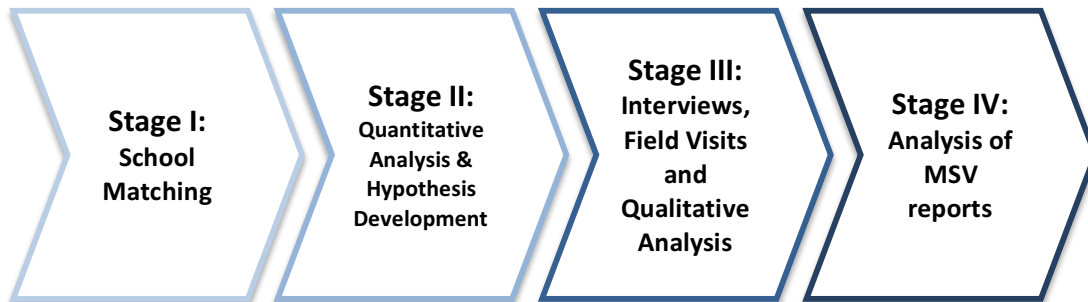 Stage I:
School
Matching
Stage II:
Quantitative
Analysis &
Hypothesis
Development
Stage III:
Interviews,
Field Visits
and
Qualitative
Analysis
Stage IV:
Analysis of
MSV
reports